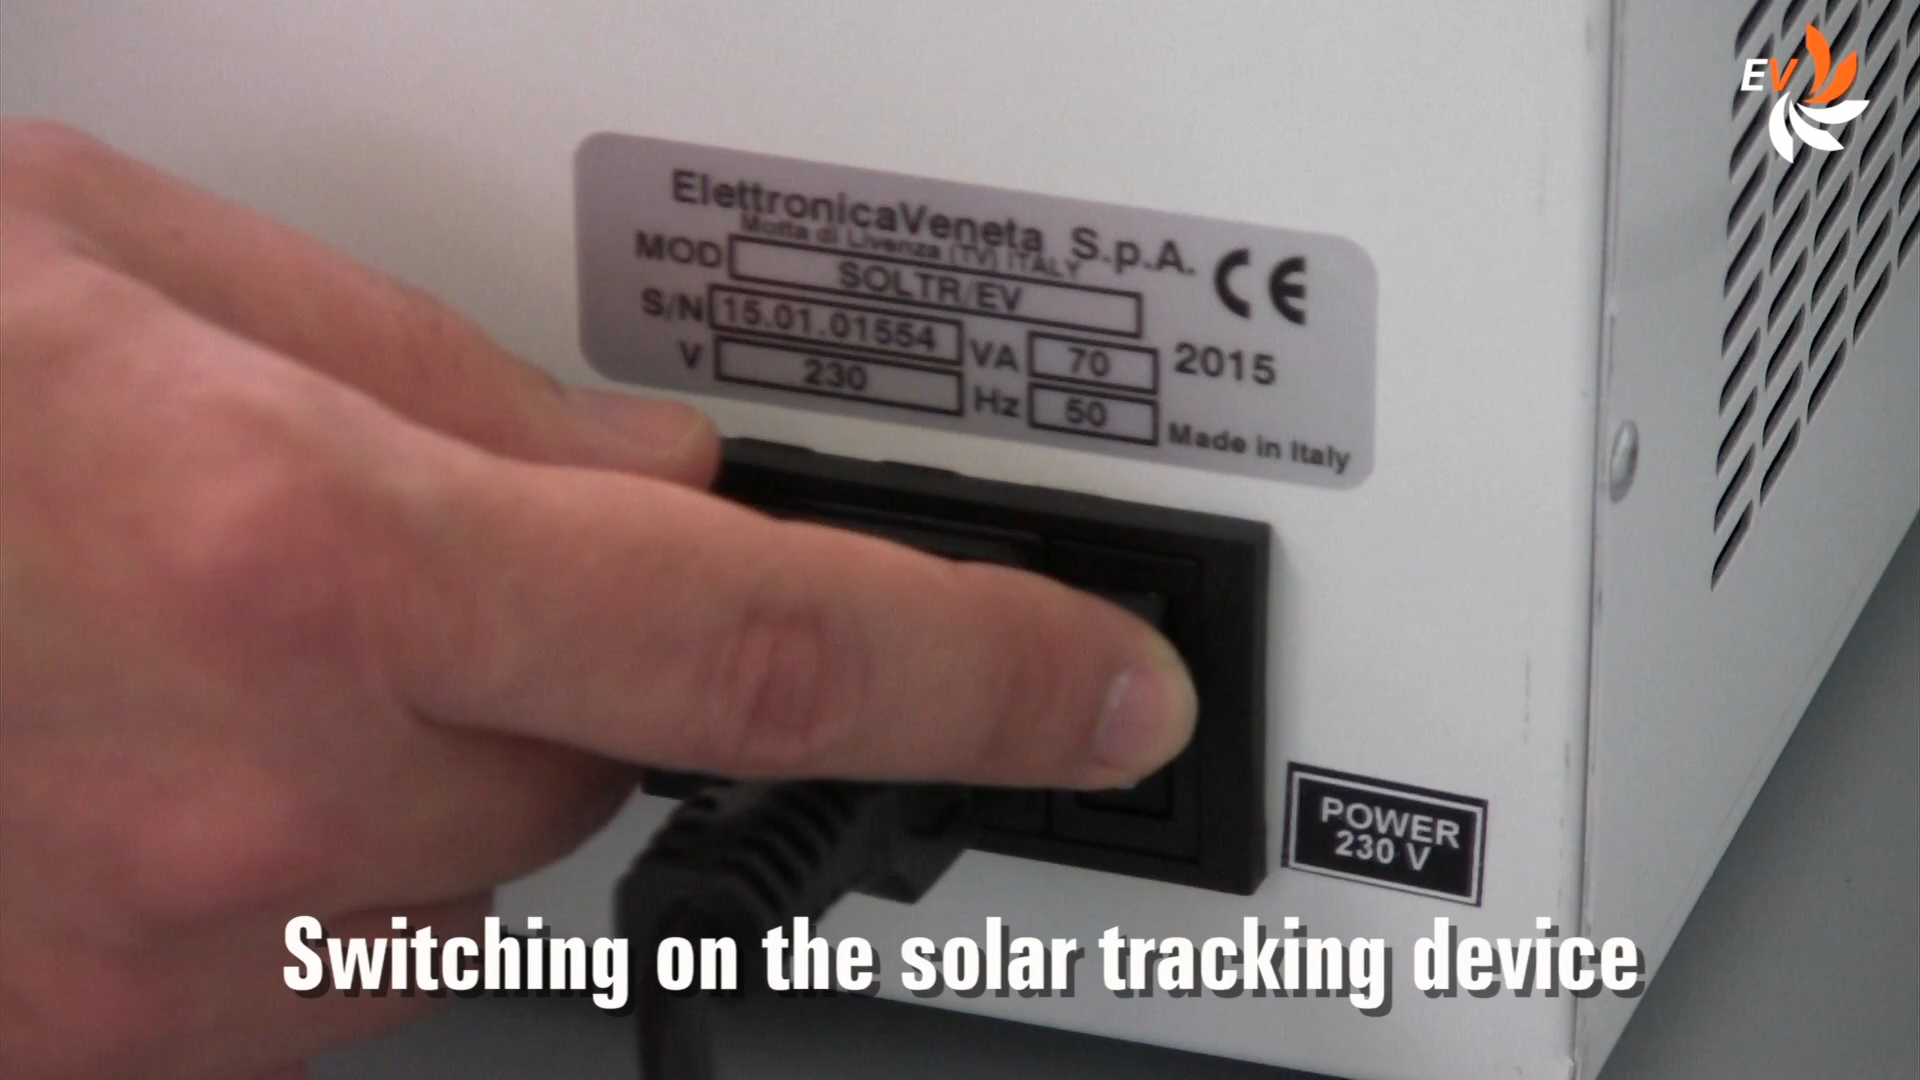 EV
ElettronicaVeneta S.p.A.
Motta di Livenza (TV) ITALY
MOD SOLTR/EV CE
S/N 15.01.01554 VA 70 2015
V 230 Hz 50 Made in Italy
POWER
230 V
Switching on the solar tracking device